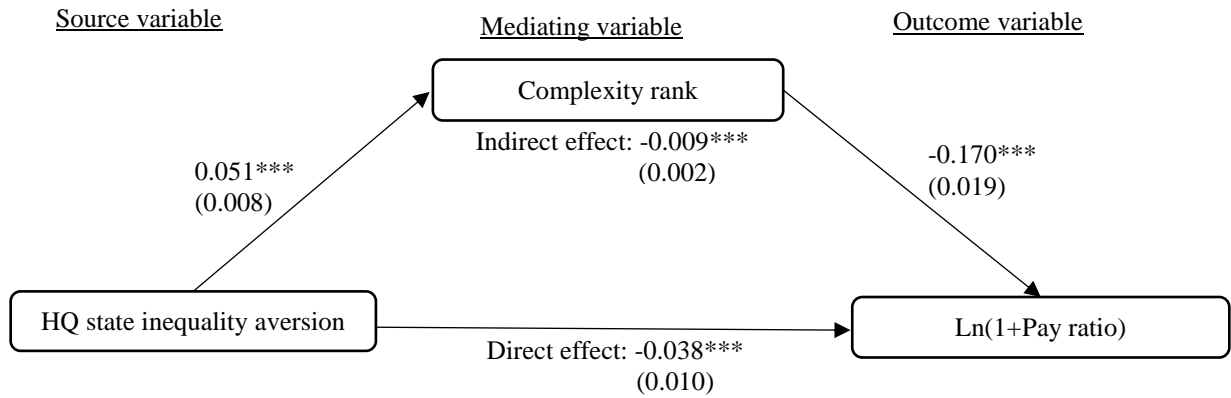 Source variable
Mediating variable
Outcome variable
Complexity rank
Indirect effect: -0.009***
(0.002)
0.051***
(0.008)
-0.170***
(0.019)
HQ state inequality aversion
Ln(1+Pay ratio)
Direct effect: -0.038***
(0.010)